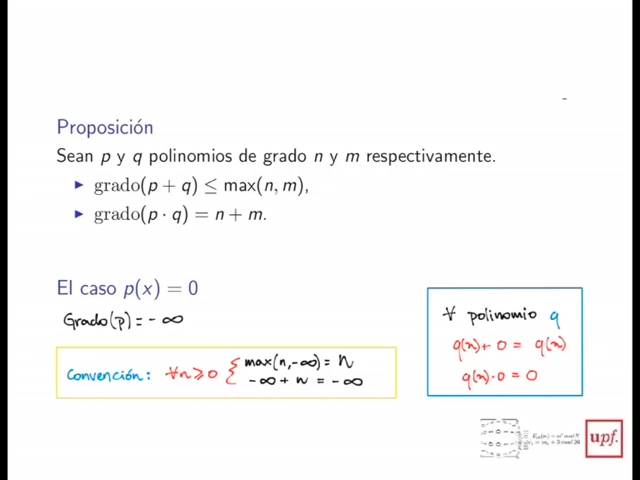 Proposición
Sean p y q polinomios de grado n y m respectivamente.
▶ grado(p + q) ≤ max(n, m),
▶ grado(p · q) = n + m.
El caso p(x) = 0
Grado(p) = - ∞
Convención: ∀n ≥ 0 { max(n, -∞) = n
-∞ + n = -∞
∀ polinomio q
q(x) + 0 = q(x)
q(x) · 0 = 0
upf.